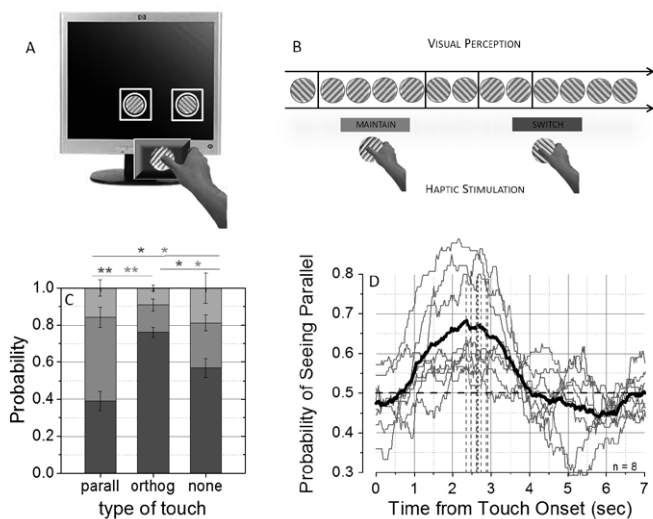 A
B
VISUAL PERCEPTION
MAINTAIN
SWITCH
HAPTIC STIMULATION
C
* *
** **
* *
Probability
1.0
0.8
0.6
0.4
0.2
0.0
parall orthog none
type of touch
D
Probability of Seeing Parallel
0.8
0.7
0.6
0.5
0.4
0.3
n = 8
0 1 2 3 4 5 6 7
Time from Touch Onset (sec)